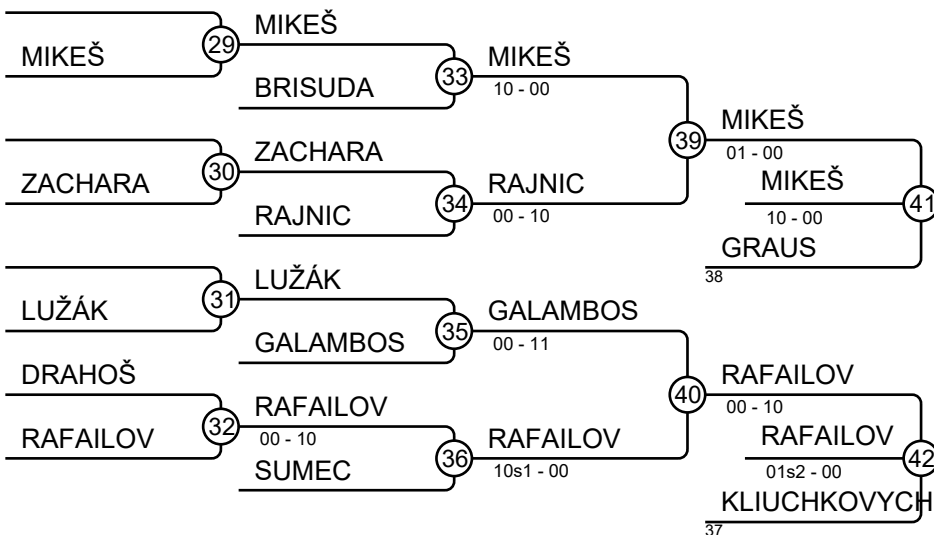 MIKEŠ
29
MIKEŠ
BRISUDA
33
MIKEŠ
10 - 00
ZACHARA
30
ZACHARA
RAJNIC
34
RAJNIC
00 - 10
39
MIKEŠ
01 - 00
MIKEŠ
10 - 00
41
GRAUS
38
LUŽÁK
31
LUŽÁK
GALAMBOS
35
GALAMBOS
00 - 11
DRAHOŠ
RAFAILOV
32
RAFAILOV
00 - 10
SUMEC
36
RAFAILOV
10s1 - 00
40
RAFAILOV
00 - 10
RAFAILOV
01s2 - 00
42
KLIUCHKOVYCH
37